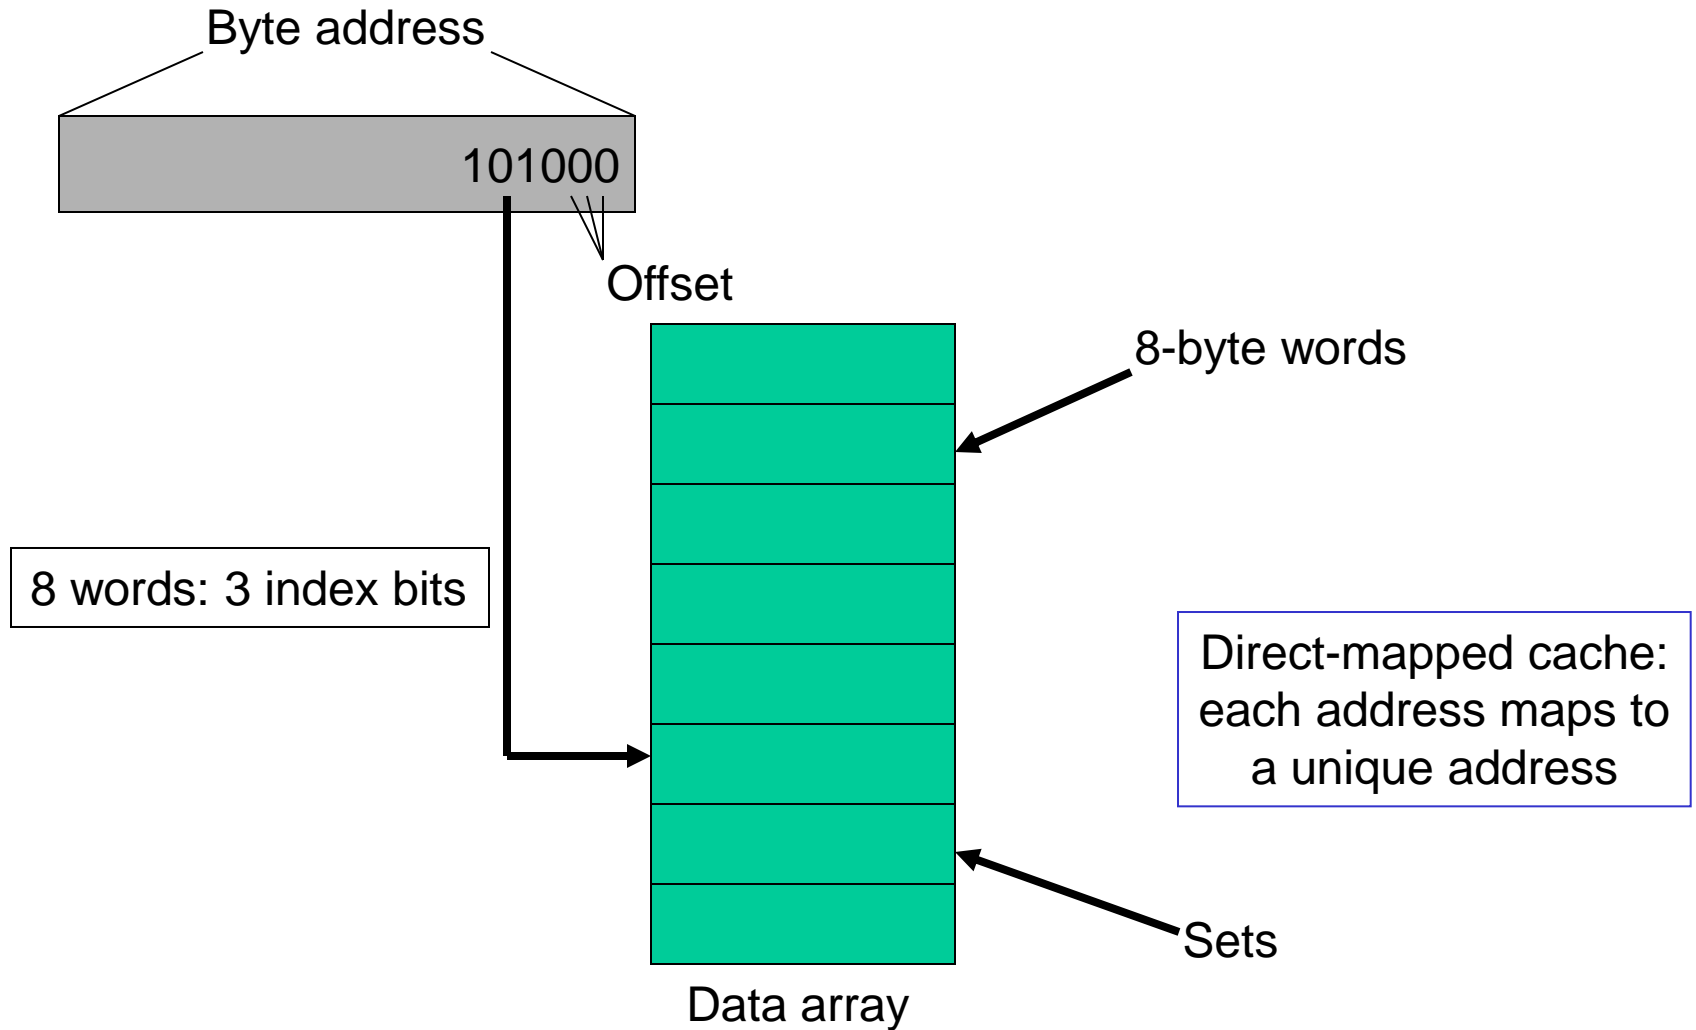 Byte address
101000
Offset
8-byte words
8 words: 3 index bits
Direct-mapped cache:
each address maps to
a unique address
Sets
Data array